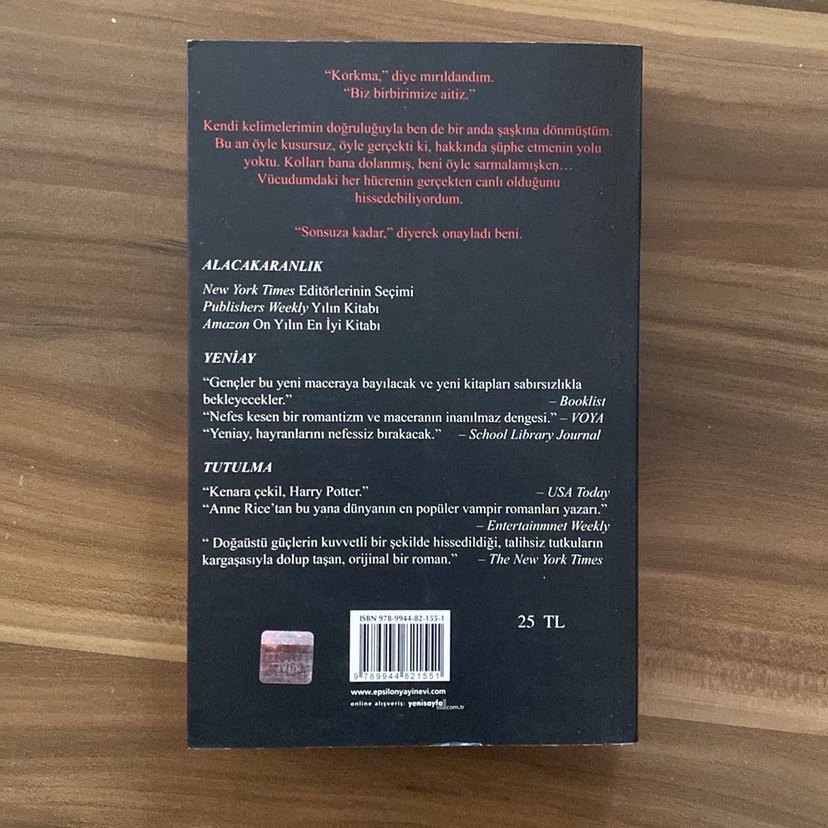 “Korkma,” diye mırıldandım.
“Biz birbirimize aitiz.”
Kendi kelimelerimin doğruluğuyla ben de bir anda şaşkına dönmüştüm.
Bu an öyle kusursuz, öyle gerçekti ki, hakkında şüphe etmenin yolu
yoktu. Kolları bana dolanmış, beni öyle sarmalamışken…
Vücudumdaki her hücrenin gerçekten canlı olduğunu
hissedebiliyordum.
“Sonsuza kadar,” diyerek onayladı beni.
ALACAKARANLIK
New York Times Editörlerinin Seçimi
Publishers Weekly Yılın Kitabı
Amazon On Yılın En İyi Kitabı
YENİAY
“Gençler bu yeni maceraya bayılacak ve yeni kitapları sabırsızlıkla
bekleyecekler.” – Booklist
“Nefes kesen bir romantizm ve maceranın inanılmaz dengesi.” – VOYA
“Yeniay, hayranlarını nefessiz bırakacak.” – School Library Journal
TUTULMA
“Kenara çekil, Harry Potter.” – USA Today
“Anne Rice’tan bu yana dünyanın en popüler vampir romanları yazarı.”
– Entertainmnet Weekly
“ Doğaüstü güçlerin kuvvetli bir şekilde hissedildiği, talihsiz tutkuların
kargaşasıyla dolup taşan, orijinal bir roman.” – The New York Times
ISBN 978-9944-82-155-1
25 TL
9 789944 821551
www.epsilonyayinevi.com
online alışveriş: yenisayfa.com.tr